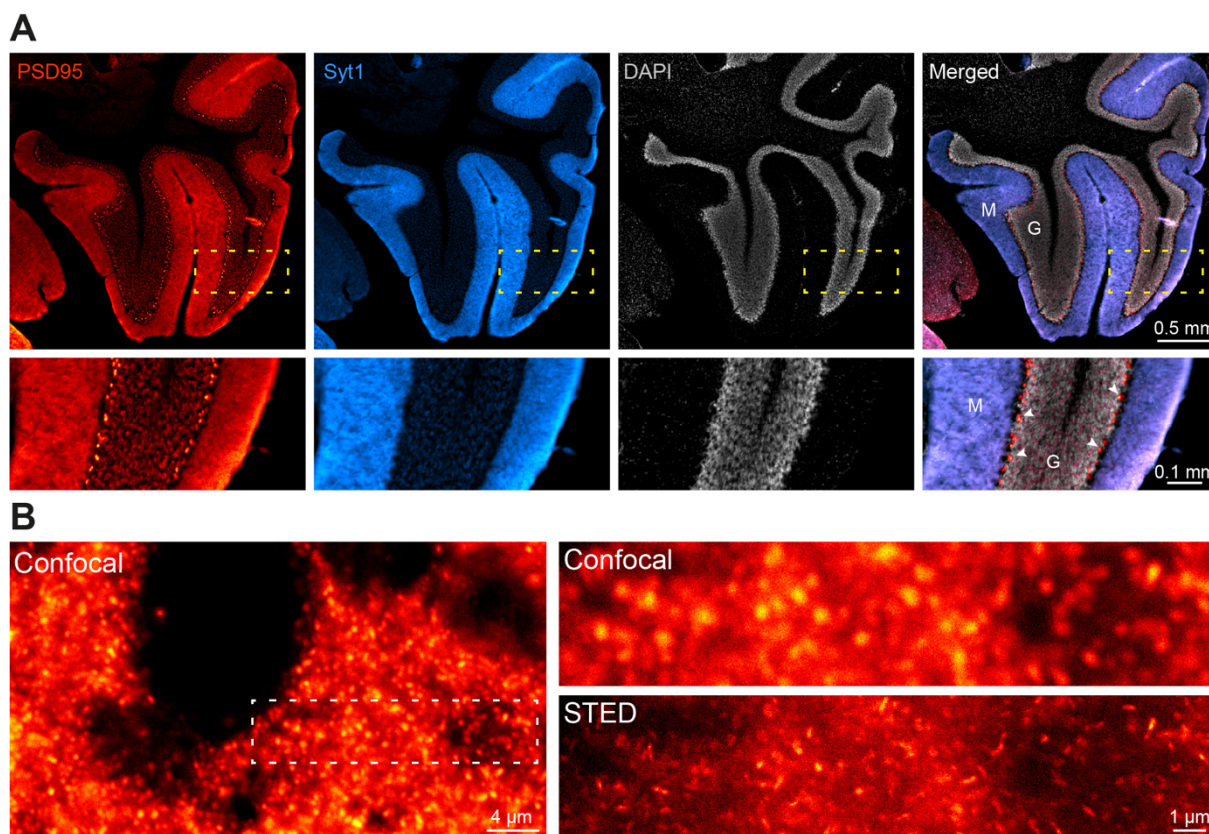 A
PSD95
Syt1
DAPI
Merged
M
G
0.5 mm
M
G
0.1 mm
B
Confocal
4 µm
Confocal
STED
1 µm